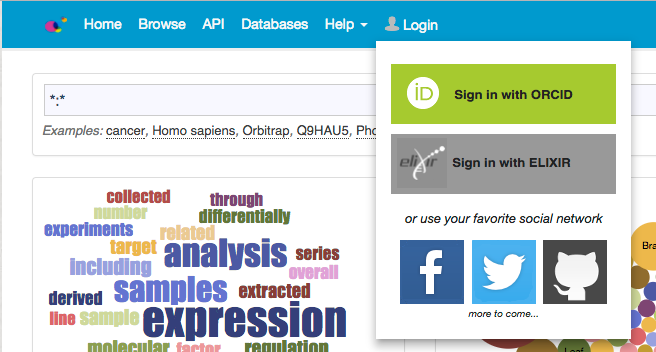 Home Browse API Databases Help Login
*:*
Examples: cancer, Homo sapiens, Orbitrap, Q9HAU5, Pho
iD Sign in with ORCID
elixir Sign in with ELIXIR
or use your favorite social network
more to come...
collected through
number differentially
experiments related
target analysis series
including overall
derived samples extracted
line sample expression
molecular factor regulation
Bra
Leaf